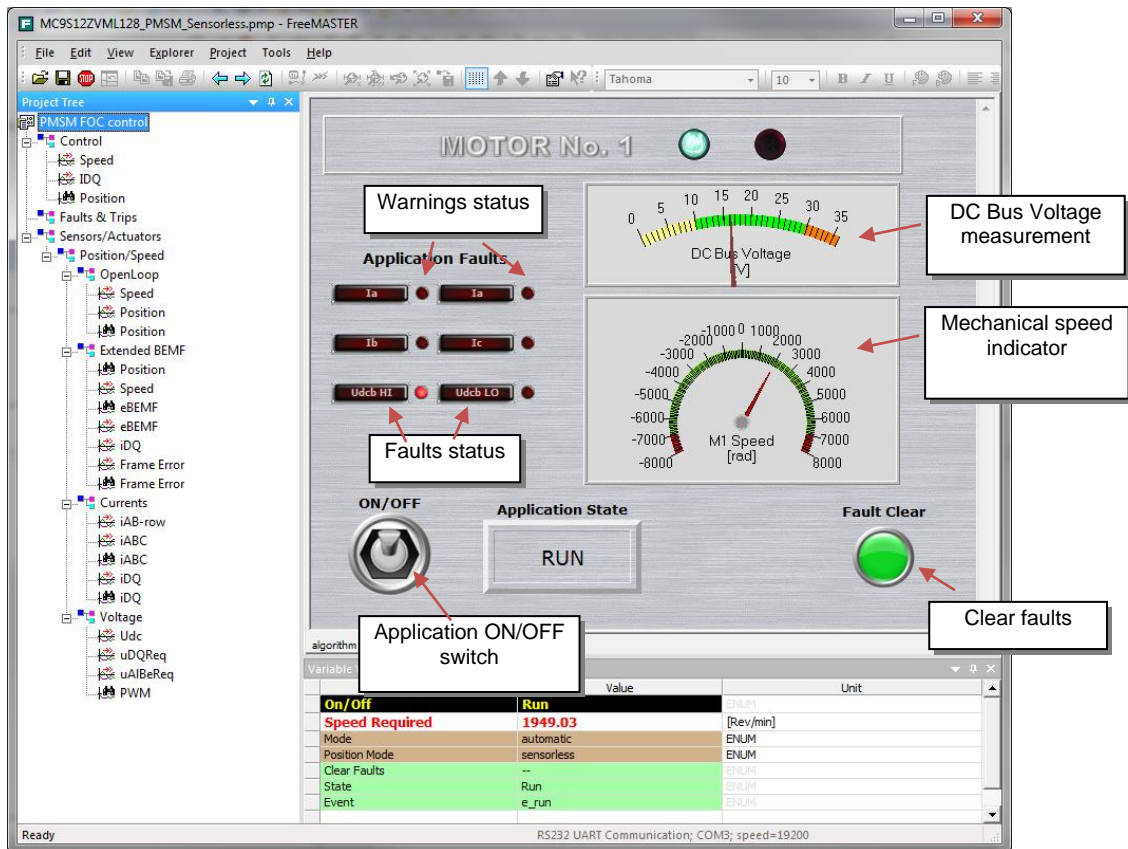 MC9S12ZVML128_PMSM_Sensorless.pmp - FreeMASTER
File Edit View Explorer Project Tools Help
Tahoma 10 B I U
Project Tree
PMSM FOC control
Control
Speed
IDQ
Position
Faults & Trips
Sensors/Actuators
Position/Speed
OpenLoop
Speed
Position
Position
Extended BEMF
Position
Speed
eBEMF
eBEMF
iDQ
Frame Error
Frame Error
Currents
iAB-row
iABC
iABC
iDQ
iDQ
Voltage
Udc
uDQReq
uAlBeReq
PWM
MOTOR No. 1
Warnings status
Application Faults
Ia Ia
Ib Ic
Udcb HI Udcb LO
Faults status
0 5 10 15 20 25 30 35
DC Bus Voltage
[V]
DC Bus Voltage
measurement
-8000 -7000 -6000 -5000 -4000 -3000 -2000 -1000 0 1000 2000 3000 4000 5000 6000 7000 8000
M1 Speed
[rad]
Mechanical speed
indicator
ON/OFF
Application State
RUN
Fault Clear
Application ON/OFF
switch
Clear faults
algorithm
Variable
Value Unit
On/Off Run ENUM
Speed Required 1949.03 [Rev/min]
Mode automatic ENUM
Position Mode sensorless ENUM
Clear Faults -- ENUM
State Run ENUM
Event e_run ENUM
Ready RS232 UART Communication; COM3; speed=19200